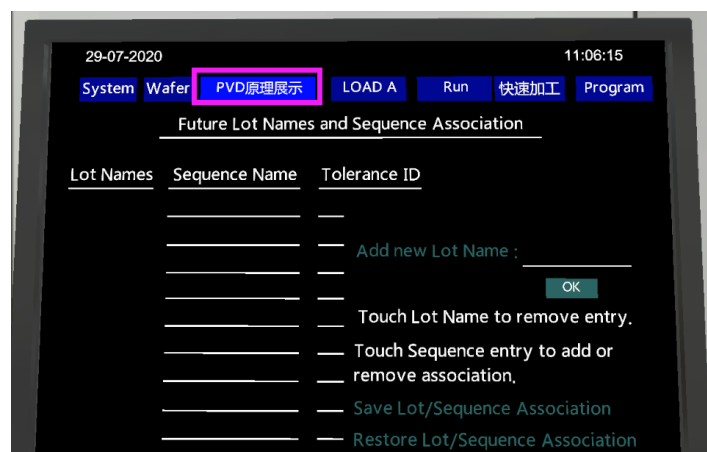 29-07-2020 11:06:15
System Wafer PVD原理展示 LOAD A Run 快速加工 Program
Future Lot Names and Sequence Association
Lot Names Sequence Name Tolerance ID
Add new Lot Name :
OK
Touch Lot Name to remove entry.
Touch Sequence entry to add or
remove association.
Save Lot/Sequence Association
Restore Lot/Sequence Association